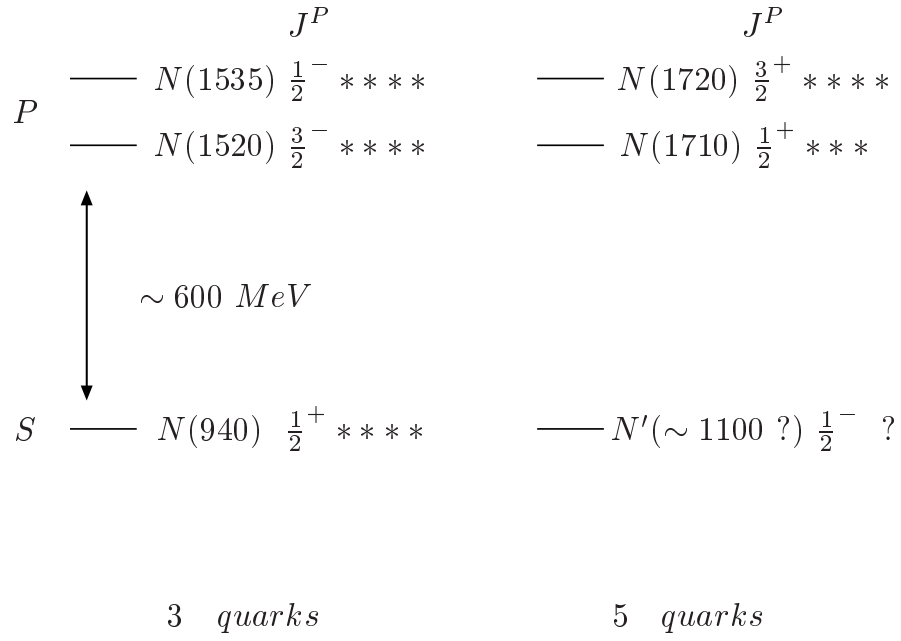 J^P J^P
P
N(1535) 1/2^- **** N(1720) 3/2^+ ****
N(1520) 3/2^- **** N(1710) 1/2^+ ***
~ 600 MeV
S N(940) 1/2^+ **** N'(~ 1100 ?) 1/2^- ?
3 quarks 5 quarks